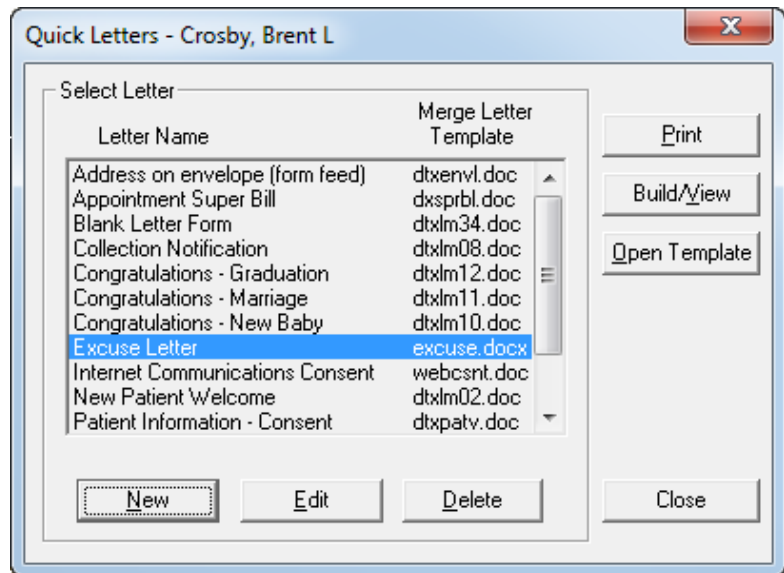 Quick Letters - Crosby, Brent L
X
Select Letter
Letter Name
Merge Letter
Template
Address on envelope (form feed) dtxenvl.doc
Appointment Super Bill dxsprbl.doc
Blank Letter Form dtxlm34.doc
Collection Notification dtxlm08.doc
Congratulations - Graduation dtxlm12.doc
Congratulations - Marriage dtxlm11.doc
Congratulations - New Baby dtxlm10.doc
Excuse Letter excuse.docx
Internet Communications Consent webcsnt.doc
New Patient Welcome dtxlm02.doc
Patient Information - Consent dtxpatv.doc
New Edit Delete
Print
Build/View
Open Template
Close